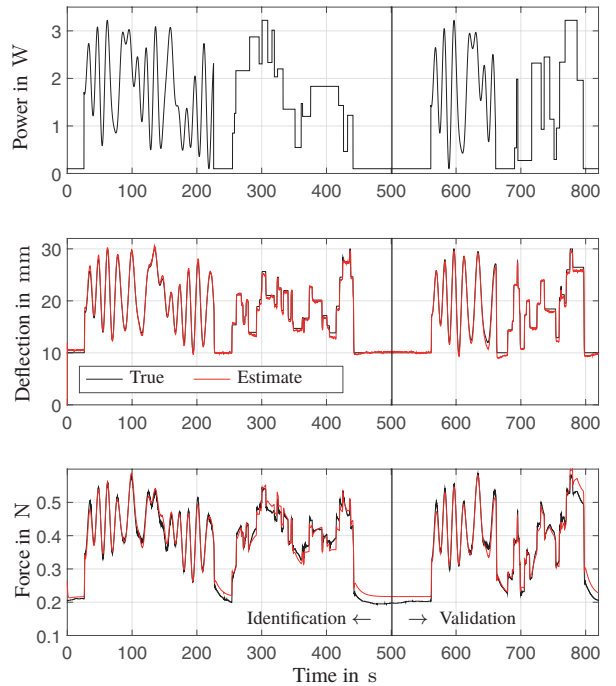 Power in W
3
2
1
0
0 100 200 300 400 500 600 700 800
Deflection in mm
30
20
10
0
True Estimate
0 100 200 300 400 500 600 700 800
Force in N
0.5
0.4
0.3
0.2
0.1
Identification ← → Validation
0 100 200 300 400 500 600 700 800
Time in s